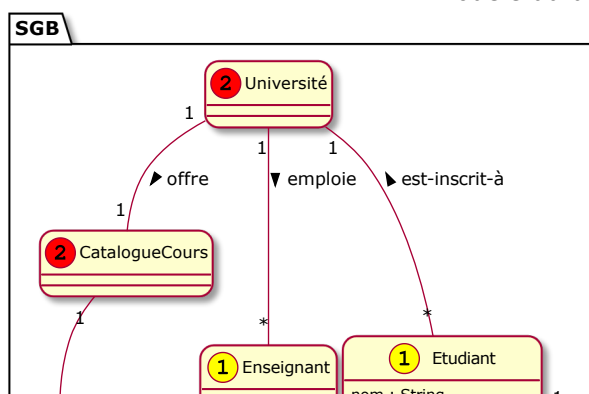 SGB
2 Université
1
1 1
offre emploie est-inscrit-à
1
2 CatalogueCours
1 * *
1 Enseignant 1 Etudiant
nom : String